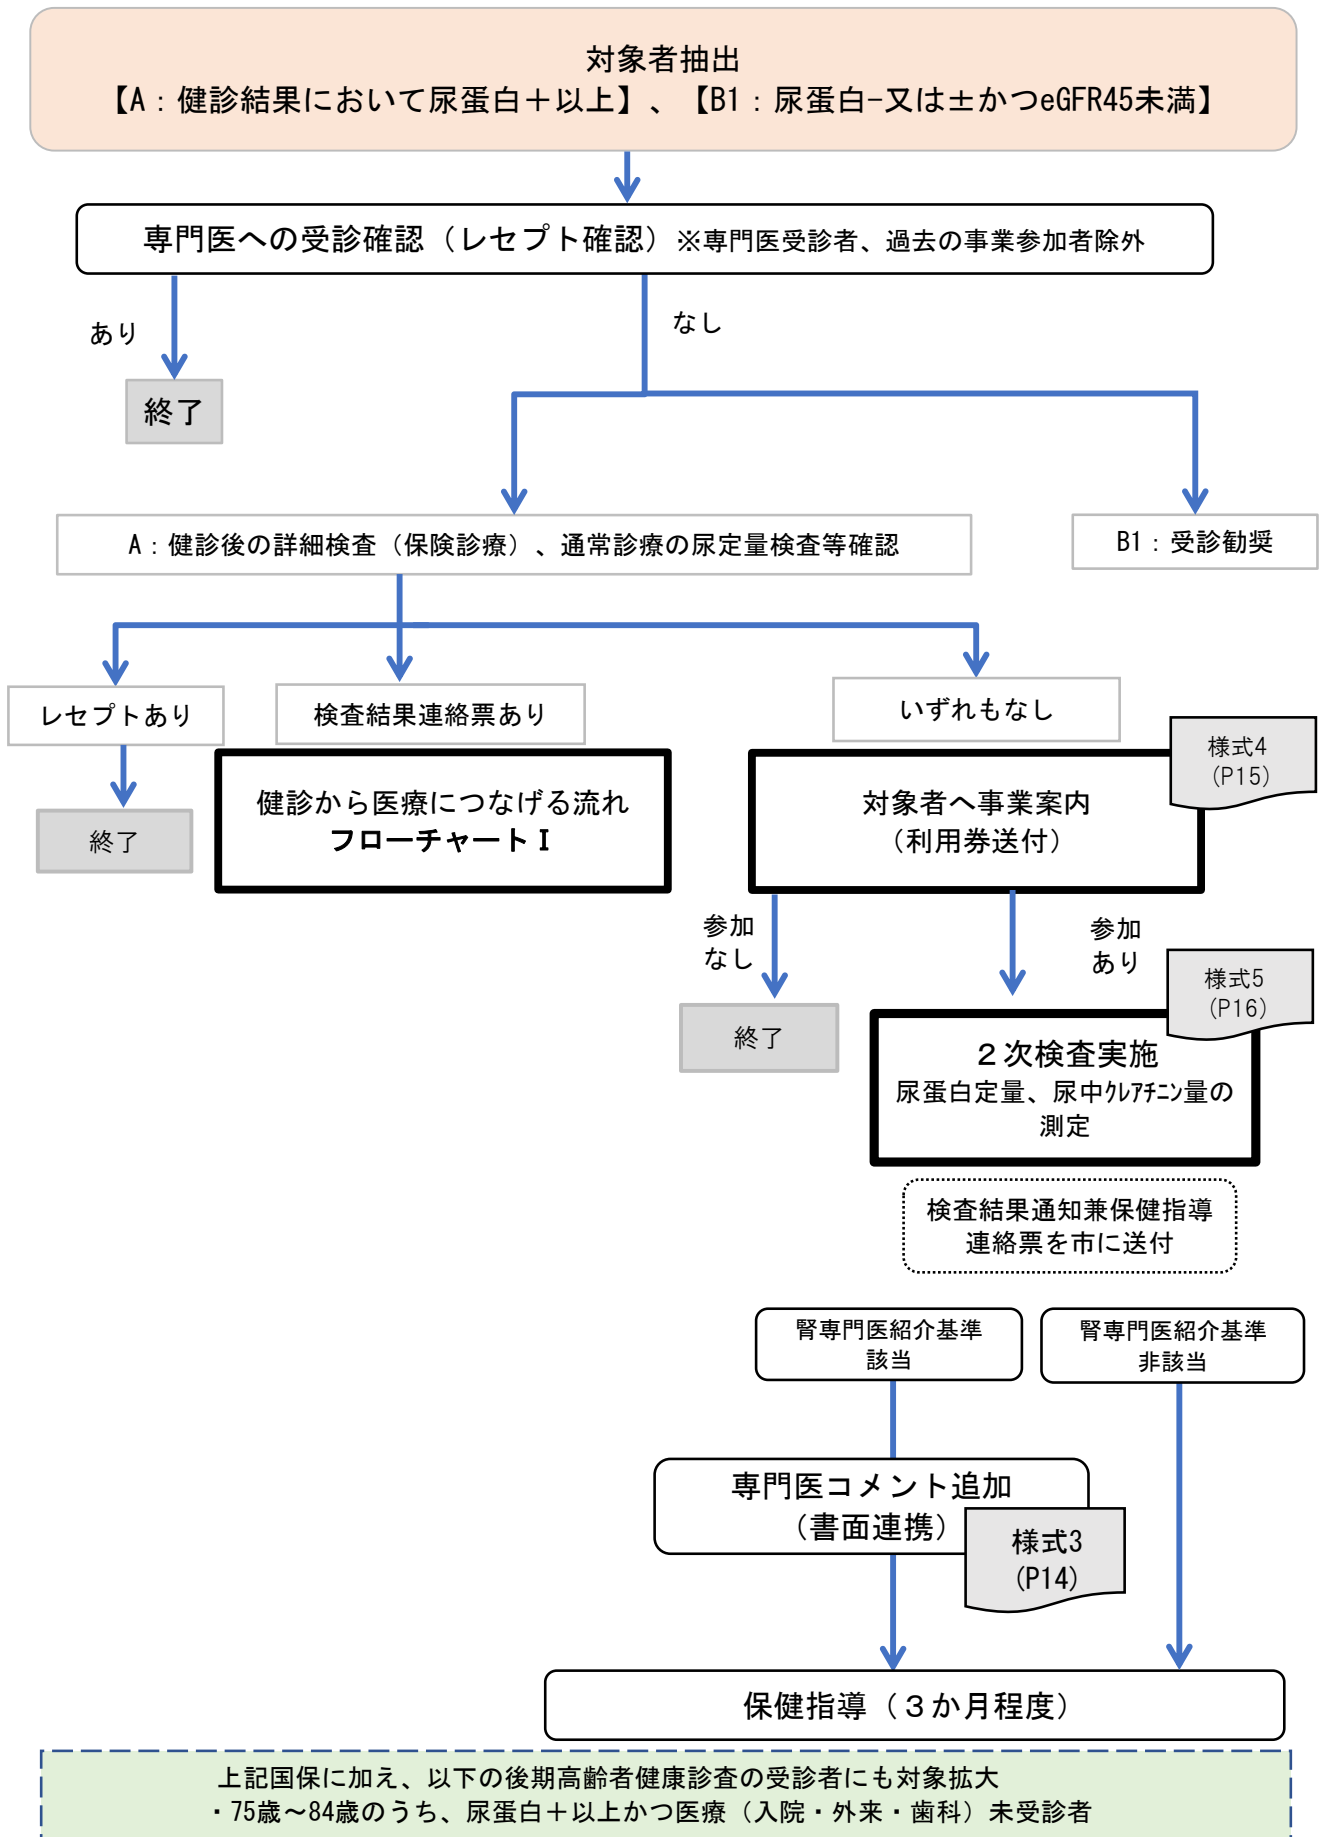 対象者抽出
【A：健診結果において尿蛋白＋以上】、【B1：尿蛋白-又は±かつeGFR45未満】
専門医への受診確認（レセプト確認）※専門医受診者、過去の事業参加者除外
あり
なし
終了
A：健診後の詳細検査（保険診療）、通常診療の尿定量検査等確認
B1：受診勧奨
レセプトあり
検査結果連絡票あり
いずれもなし
様式4
（P15）
健診から医療につなげる流れ
フローチャートⅠ
対象者へ事業案内
（利用券送付）
終了
参加
なし
参加
あり
様式5
（P16）
終了
２次検査実施
尿蛋白定量、尿中ｸﾚｱﾁﾆﾝ量の
測定
検査結果通知兼保健指導
連絡票を市に送付
腎専門医紹介基準
該当
腎専門医紹介基準
非該当
専門医コメント追加
（書面連携）
様式3
（P14）
保健指導（３か月程度）
上記国保に加え、以下の後期高齢者健康診査の受診者にも対象拡大
・75歳～84歳のうち、尿蛋白＋以上かつ医療（入院・外来・歯科）未受診者